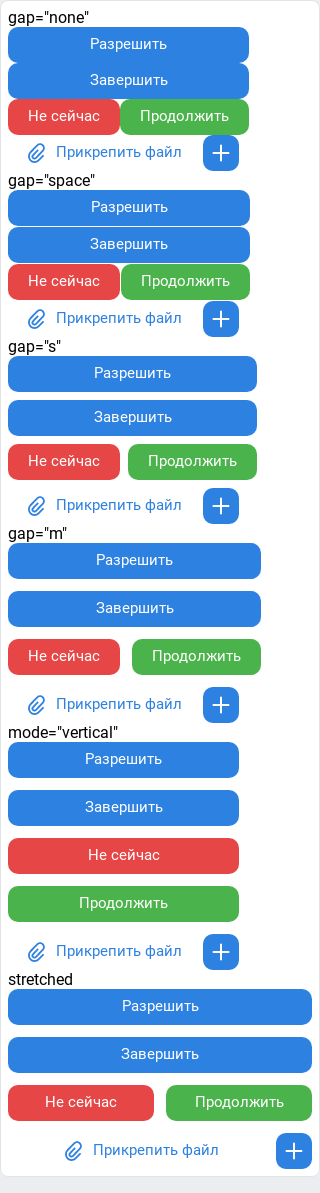 gap="none"
Разрешить
Завершить
Не сейчас Продолжить
Прикрепить файл
gap="space"
Разрешить
Завершить
Не сейчас Продолжить
Прикрепить файл
gap="s"
Разрешить
Завершить
Не сейчас Продолжить
Прикрепить файл
gap="m"
Разрешить
Завершить
Не сейчас Продолжить
Прикрепить файл
mode="vertical"
Разрешить
Завершить
Не сейчас
Продолжить
Прикрепить файл
stretched
Разрешить
Завершить
Не сейчас Продолжить
Прикрепить файл